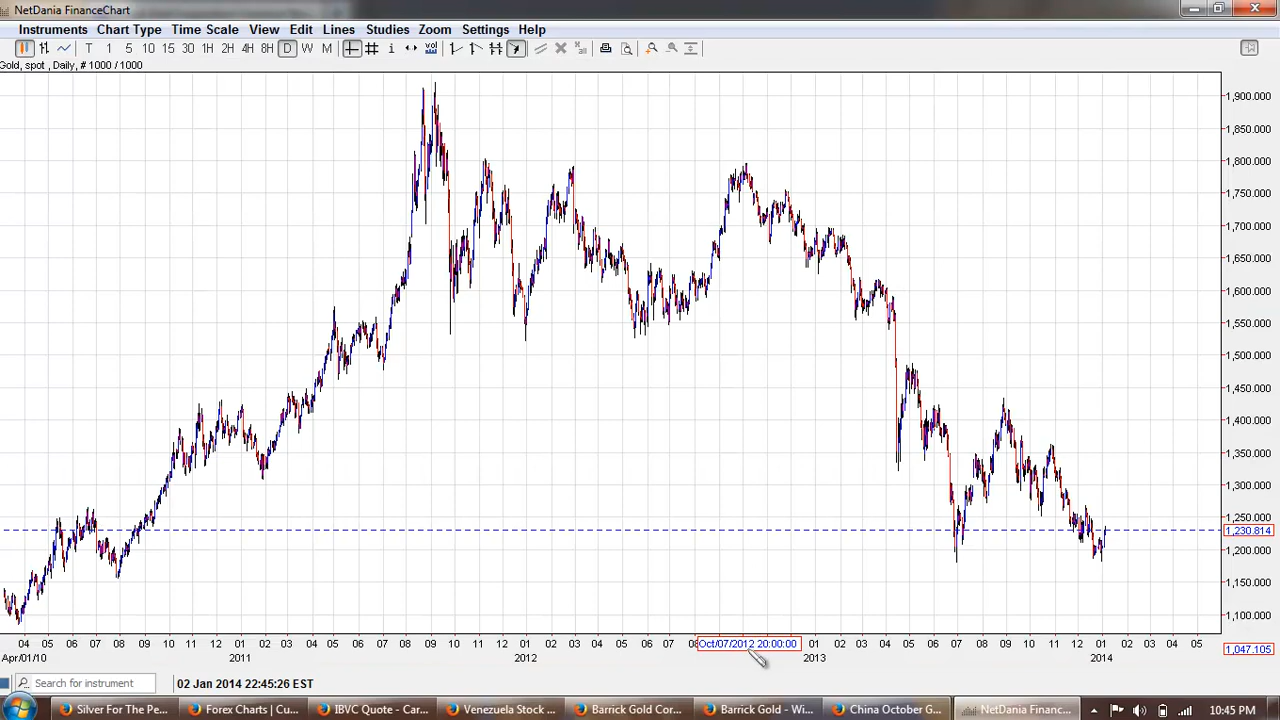 NetDania FinanceChart
Instruments Chart Type Time Scale View Edit Lines Studies Zoom Settings Help
T 1 5 10 15 30 1H 2H 4H 8H D W M i vol
Gold, spot , Daily, # 1000 / 1000
1,900.000
1,850.000
1,800.000
1,750.000
1,700.000
1,650.000
1,600.000
1,550.000
1,500.000
1,450.000
1,400.000
1,350.000
1,300.000
1,250.000
1,230.814
1,200.000
1,150.000
1,100.000
04 05 06 07 08 09 10 11 12 01 02 03 04 05 06 07 08 09 10 11 12 01 02 03 04 05 06 07 Oct/07/2012 20:00:00 01 02 03 04 05 06 07 08 09 10 11 12 01 02 03 04 05
1,047.105
Apr/01/10 2011 2012 2013 2014
Search for instrument 02 Jan 2014 22:45:26 EST
Silver For The Pe... Forex Charts | Cu... IBVC Quote - Car... Venezuela Stock ... Barrick Gold Cor... Barrick Gold - Wi... China October G... NetDania Financ... 10:45 PM